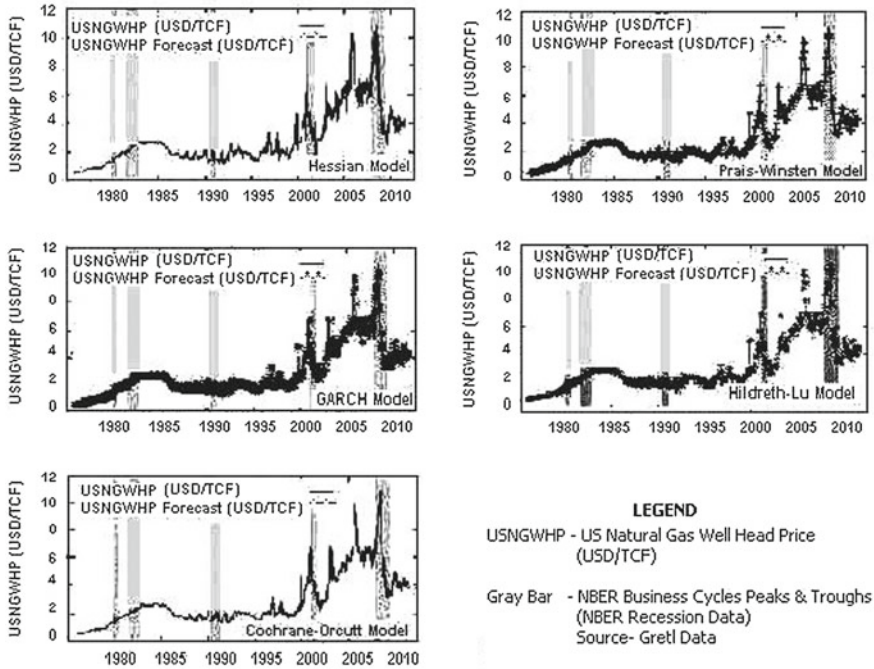 12
10
8
6
4
2
0
USNGWHP (USD/TCF)
USNGWHP (USD/TCF)
USNGWHP Forecast (USD/TCF)
Hessian Model
1980 1985 1990 1995 2000 2005 2010
12
10
8
6
4
2
0
USNGWHP (USD/TCF)
USNGWHP (USD/TCF)
USNGWHP Forecast (USD/TCF)
Prais-Winsten Model
1980 1985 1990 1995 2000 2005 2010
12
10
0
6
4
2
0
USNGWHP (USD/TCF)
USNGWHP (USD/TCF)
USNGWHP Forecast (USD/TCF)
GARCH Model
1980 1985 1990 1995 2000 2005 2010
12
10
0
6
4
2
0
USNGWHP (USD/TCF)
USNGWHP (USD/TCF)
USNGWHP Forecast (USD/TCF)
Hildreth-Lu Model
1980 1985 1990 1995 2000 2005 2010
12
10
0
6
4
2
0
USNGWHP (USD/TCF)
USNGWHP (USD/TCF)
USNGWHP Forecast (USD/TCF)
Cochrane-Orcutt Model
1980 1985 1990 1995 2000 2005 2010
LEGEND
USNGWHP - US Natural Gas Well Head Price
(USD/TCF)
Gray Bar - NBER Business Cycles Peaks & Troughs
(NBER Recession Data)
Source- Gretl Data